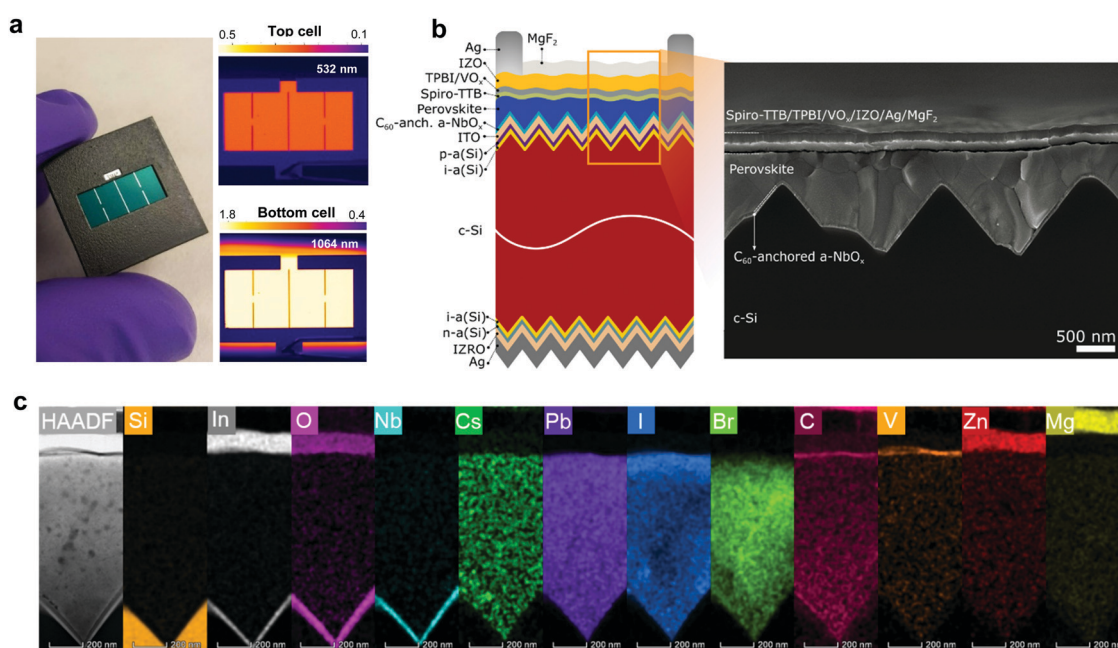 a
Top cell
0.5
0.1
532 nm
Bottom cell
1.8
0.4
1064 nm
b
MgF₂
Ag
IZO
TPBI/VOₓ
Spiro-TTB
Perovskite
C₆₀-anch. a-NbOₓ
ITO
p-a(Si)
i-a(Si)
c-Si
i-a(Si)
n-a(Si)
IZRO
Ag
Spiro-TTB/TPBI/VOₓ/IZO/Ag/MgF₂
Perovskite
C₆₀-anchored a-NbOₓ
c-Si
500 nm
c
HAADF Si In O Nb Cs Pb I Br C V Zn Mg
200 nm 200 nm 200 nm 200 nm 200 nm 200 nm 200 nm 200 nm 200 nm 200 nm 200 nm 200 nm 200 nm